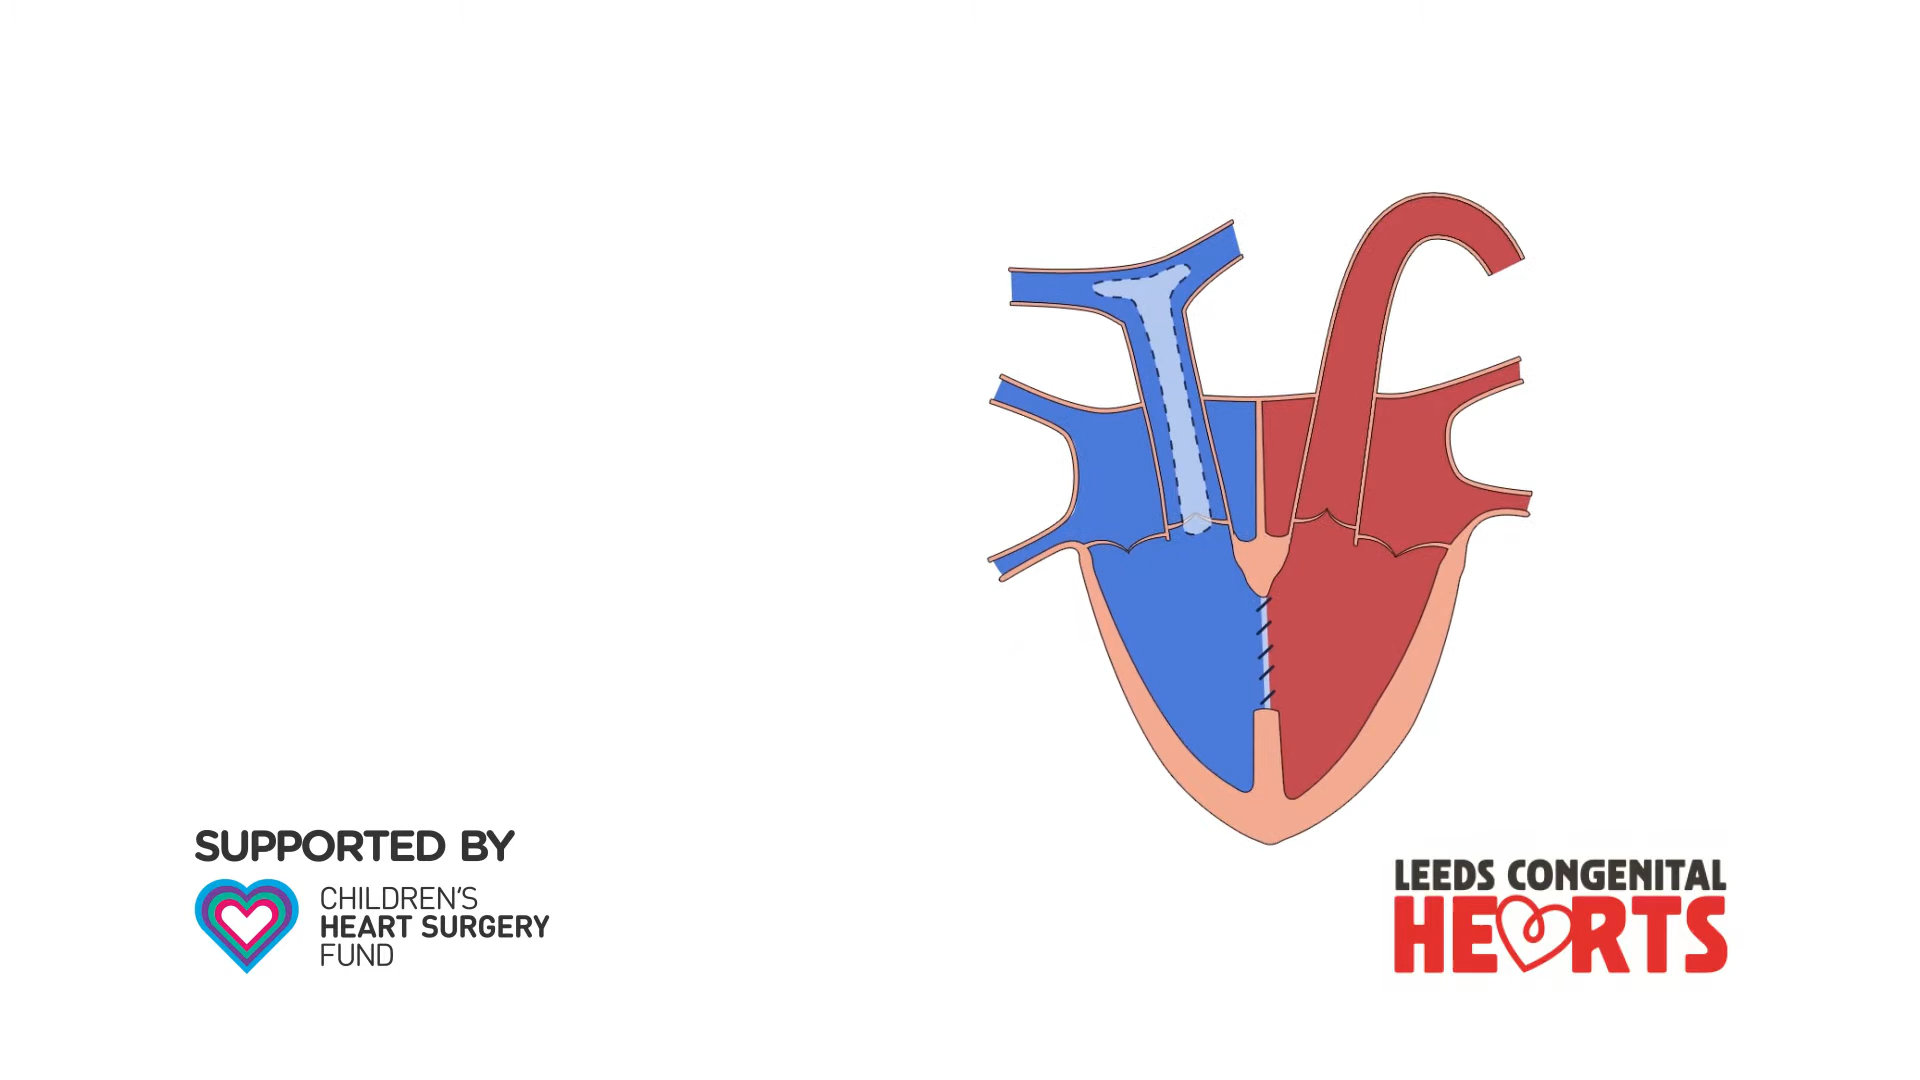 SUPPORTED BY
CHILDREN'S
HEART SURGERY
FUND
LEEDS CONGENITAL
HEARTS